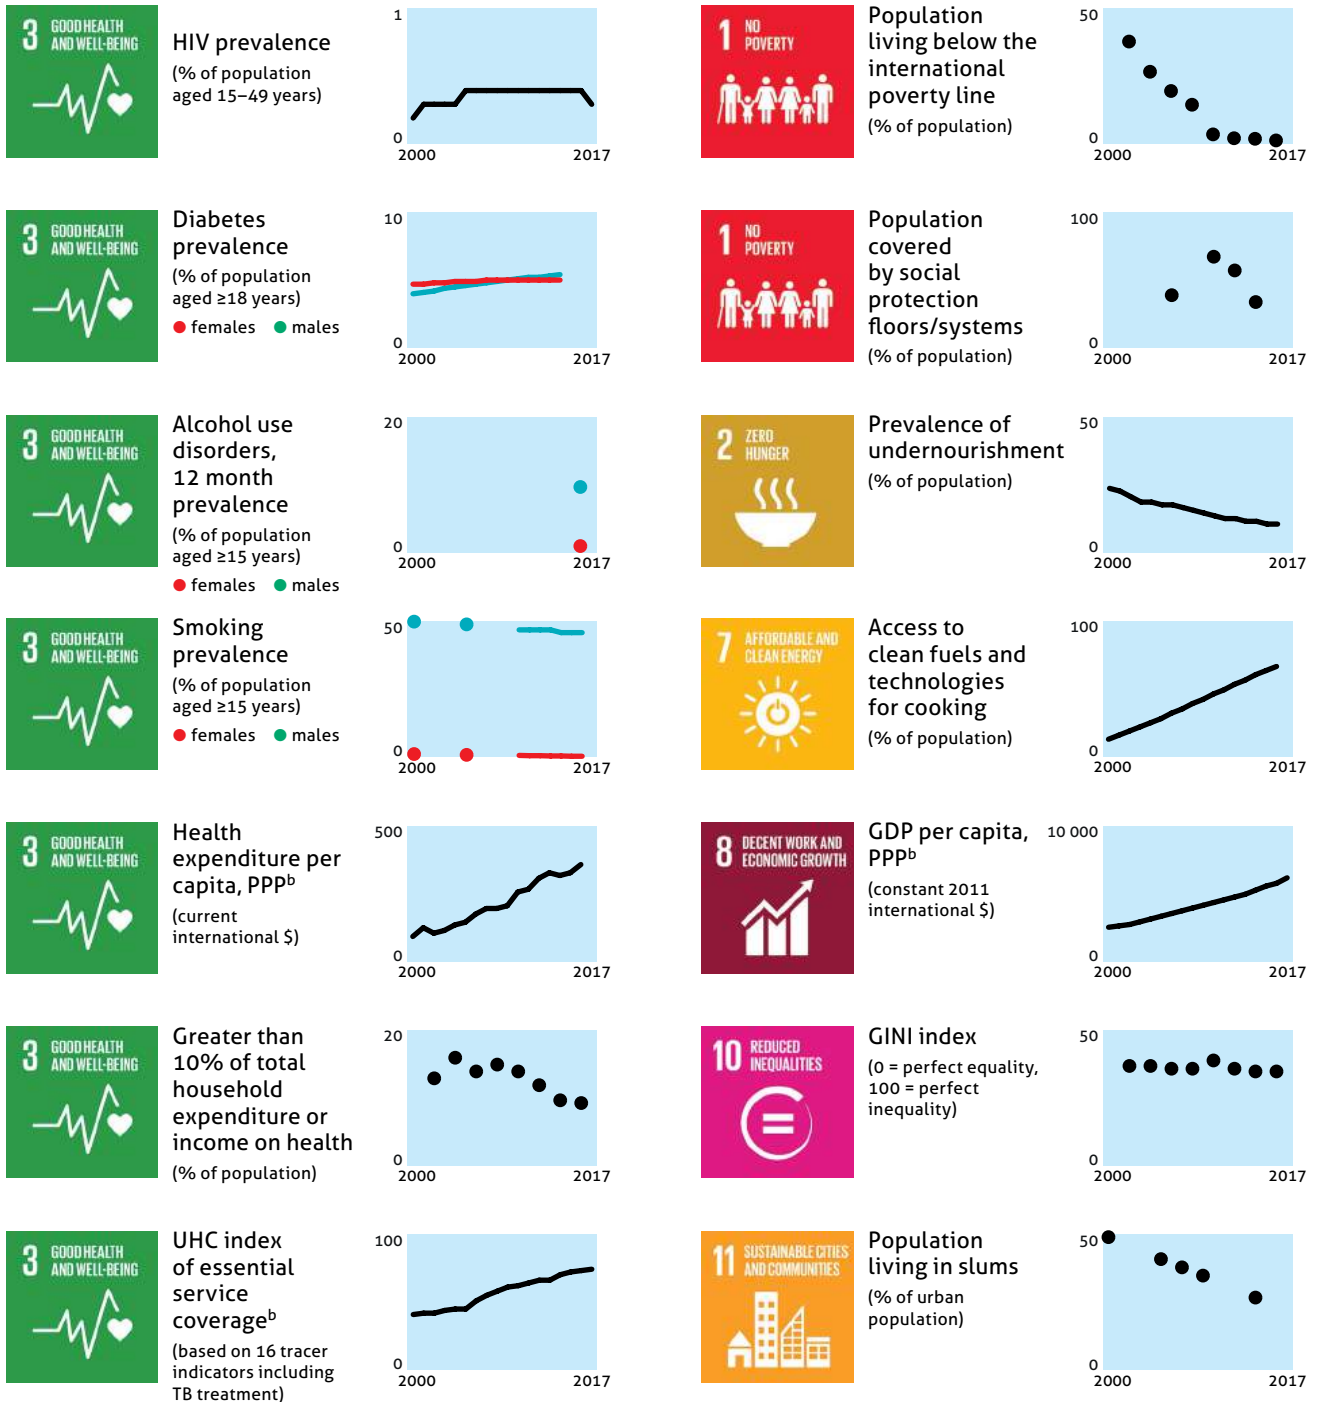 3 GOOD HEALTH
AND WELL-BEING
HIV prevalence
(% of population
aged 15–49 years)
1
0
2000 2017
3 GOOD HEALTH
AND WELL-BEING
Diabetes
prevalence
(% of population
aged ≥18 years)
females males
10
0
2000 2017
3 GOOD HEALTH
AND WELL-BEING
Alcohol use
disorders,
12 month
prevalence
(% of population
aged ≥15 years)
females males
20
0
2000 2017
3 GOOD HEALTH
AND WELL-BEING
Smoking
prevalence
(% of population
aged ≥15 years)
females males
50
0
2000 2017
3 GOOD HEALTH
AND WELL-BEING
Health
expenditure per
capita, PPPᵇ
(current
international $)
500
0
2000 2017
3 GOOD HEALTH
AND WELL-BEING
Greater than
10% of total
household
expenditure or
income on health
(% of population)
20
0
2000 2017
3 GOOD HEALTH
AND WELL-BEING
UHC index
of essential
service
coverageᵇ
(based on 16 tracer
indicators including
TB treatment)
100
0
2000 2017
1 NO
POVERTY
Population
living below the
international
poverty line
(% of population)
50
0
2000 2017
1 NO
POVERTY
Population
covered
by social
protection
floors/systems
(% of population)
100
0
2000 2017
2 ZERO
HUNGER
Prevalence of
undernourishment
(% of population)
50
0
2000 2017
7 AFFORDABLE AND
CLEAN ENERGY
Access to
clean fuels and
technologies
for cooking
(% of population)
100
0
2000 2017
8 DECENT WORK AND
ECONOMIC GROWTH
GDP per capita,
PPPᵇ
(constant 2011
international $)
10 000
0
2000 2017
10 REDUCED
INEQUALITIES
GINI index
(0 = perfect equality,
100 = perfect
inequality)
50
0
2000 2017
11 SUSTAINABLE CITIES
AND COMMUNITIES
Population
living in slums
(% of urban
population)
50
0
2000 2017